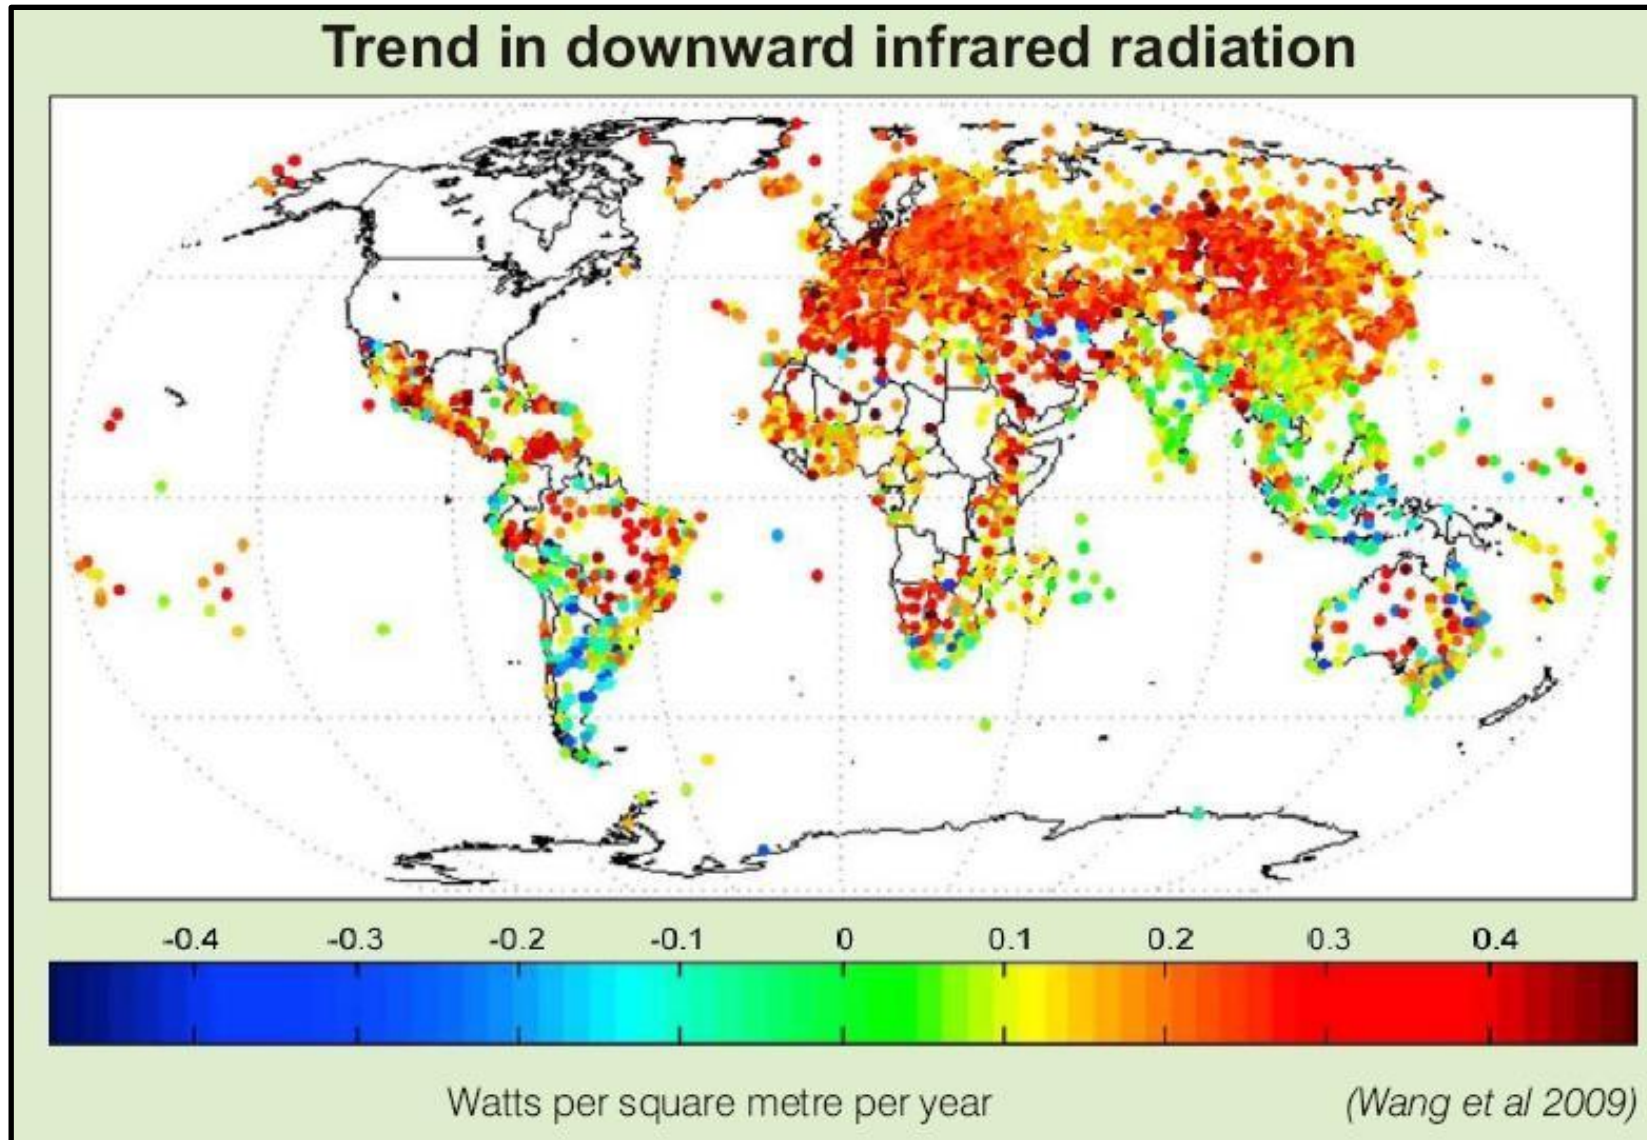 Trend in downward infrared radiation
-0.4 -0.3 -0.2 -0.1 0 0.1 0.2 0.3 0.4
Watts per square metre per year (Wang et al 2009)